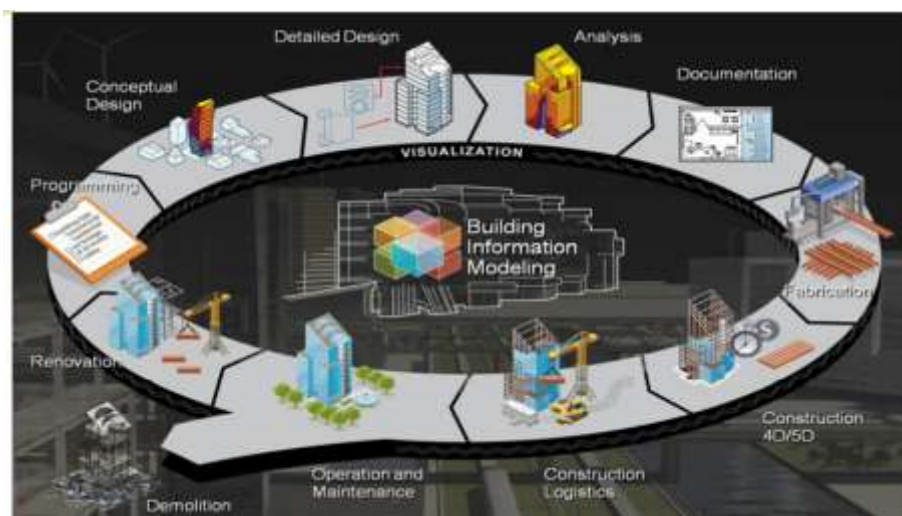 Detailed Design
Analysis
Conceptual
Design
Documentation
VISUALIZATION
Programming
Building
Information
Modeling
Fabrication
Renovation
Construction
4D/5D
Operation and
Maintenance
Construction
Logistics
Demolition